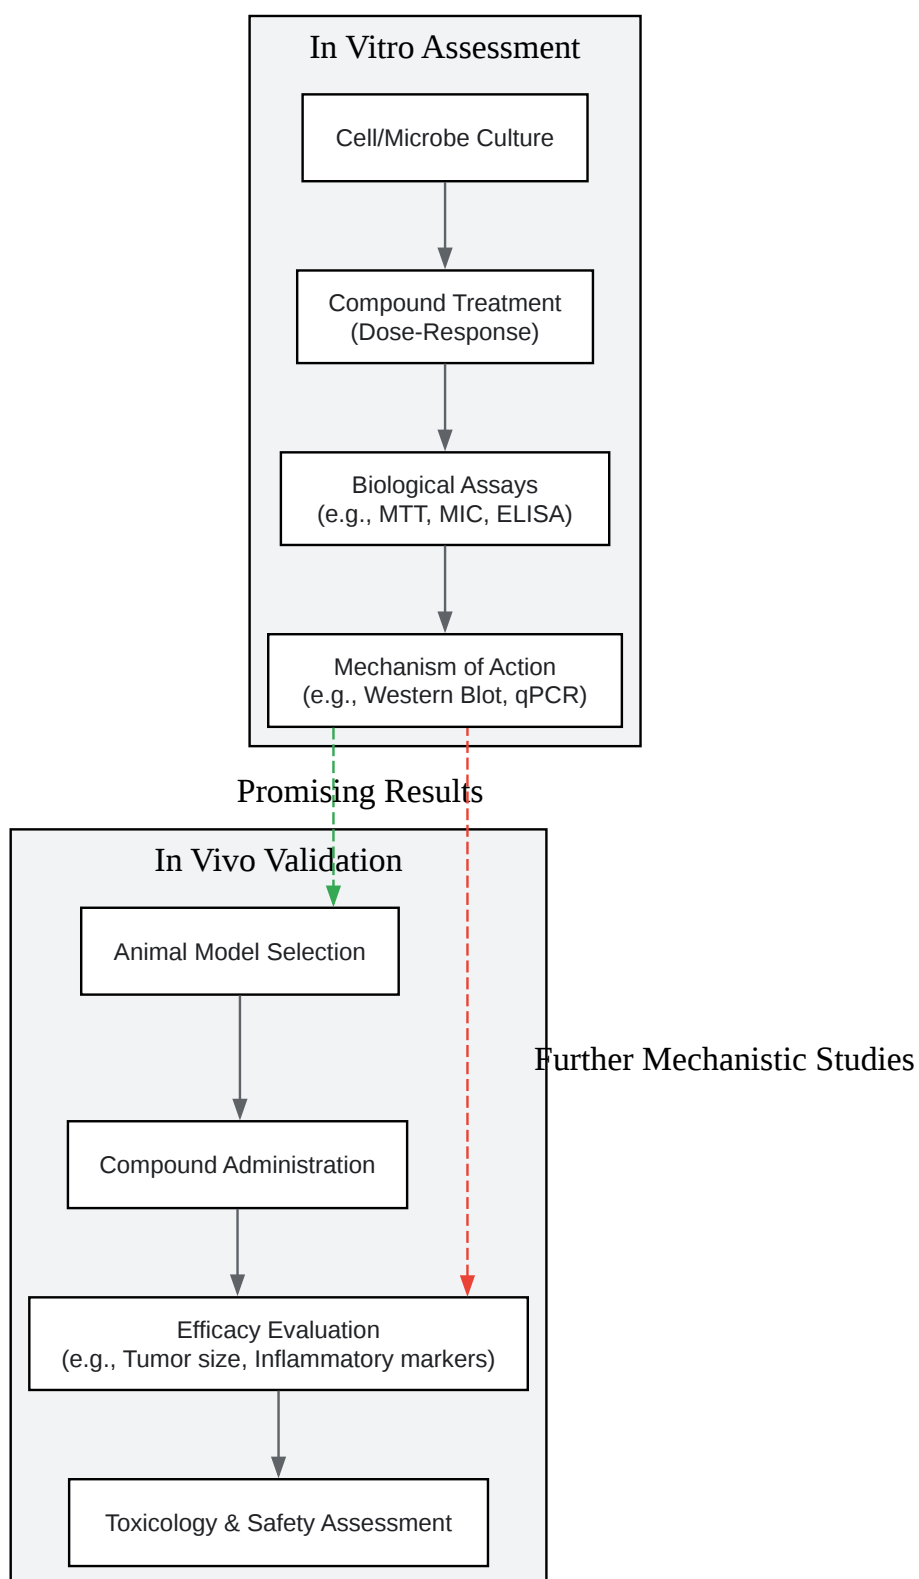 In Vitro Assessment
Cell/Microbe Culture
Compound Treatment
(Dose-Response)
Biological Assays
(e.g., MTT, MIC, ELISA)
Mechanism of Action
(e.g., Western Blot, qPCR)
Promising Results
In Vivo Validation
Animal Model Selection
Further Mechanistic Studies
Compound Administration
Efficacy Evaluation
(e.g., Tumor size, Inflammatory markers)
Toxicology & Safety Assessment